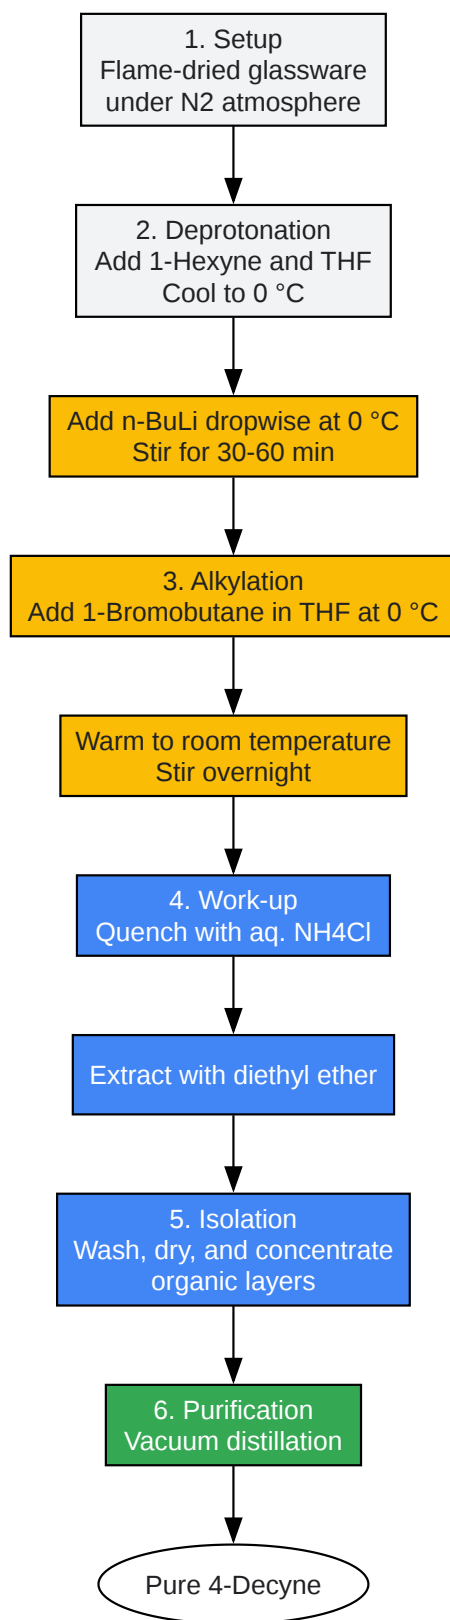 1. Setup
Flame-dried glassware
under N2 atmosphere
2. Deprotonation
Add 1-Hexyne and THF
Cool to 0 °C
Add n-BuLi dropwise at 0 °C
Stir for 30-60 min
3. Alkylation
Add 1-Bromobutane in THF at 0 °C
Warm to room temperature
Stir overnight
4. Work-up
Quench with aq. NH4Cl
Extract with diethyl ether
5. Isolation
Wash, dry, and concentrate
organic layers
6. Purification
Vacuum distillation
Pure 4-Decyne